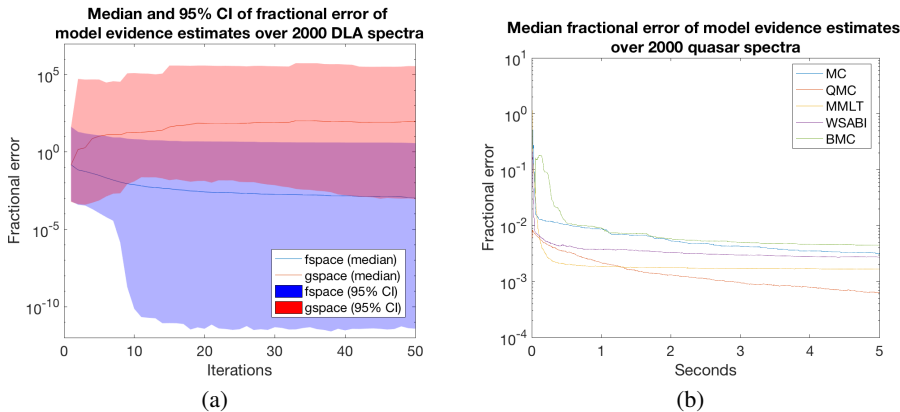 Median and 95% CI of fractional error of
model evidence estimates over 2000 DLA spectra
Fractional error
10^5
10^0
10^-5
10^-10
fspace (median)
gspace (median)
fspace (95% CI)
gspace (95% CI)
0
10
20
30
40
50
Iterations
(a)
Median fractional error of model evidence estimates
over 2000 quasar spectra
Fractional error
10^1
10^0
10^-1
10^-2
10^-3
10^-4
MC
QMC
MMLT
WSABI
BMC
0
1
2
3
4
5
Seconds
(b)